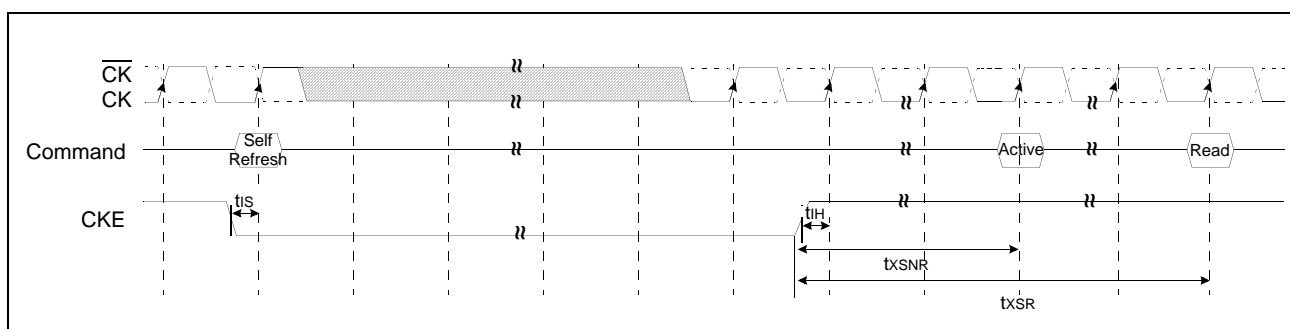 CK
CK
Command
Self
Refresh
Active
Read
CKE
tIS
tIH
tXSNR
tXSR